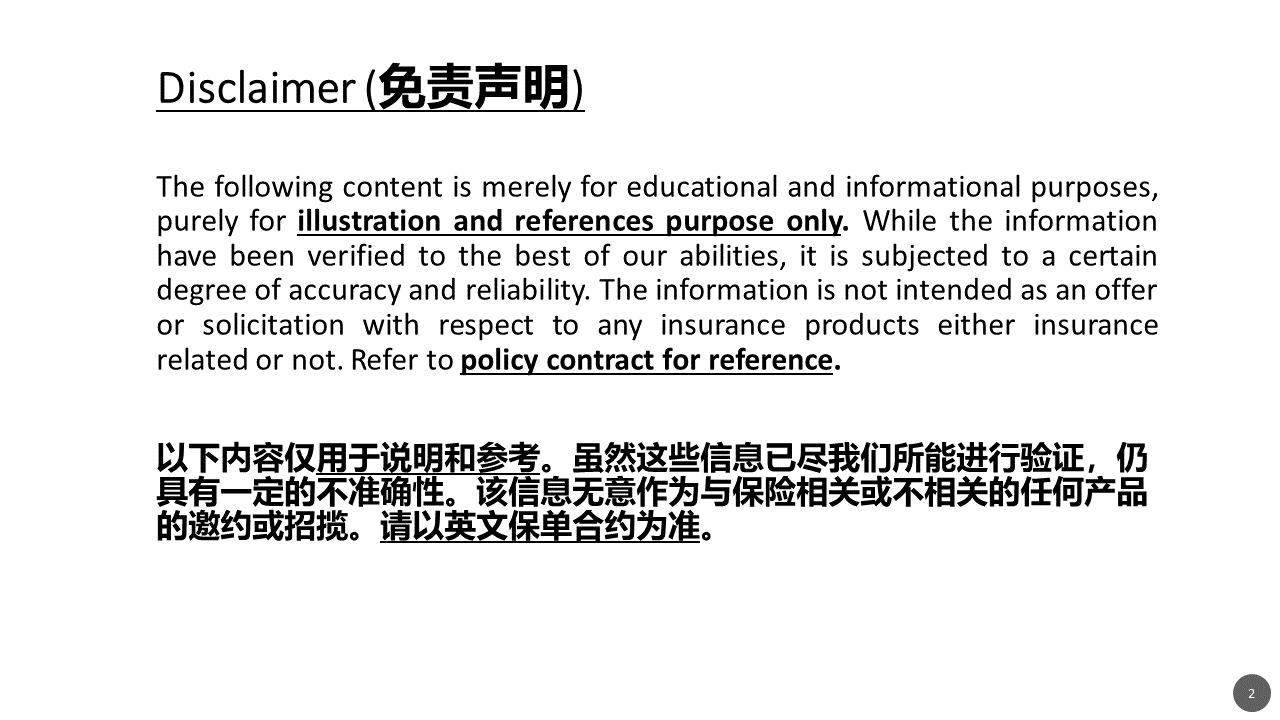 Disclaimer (免责声明)
The following content is merely for educational and informational purposes,
purely for illustration and references purpose only. While the information
have been verified to the best of our abilities, it is subjected to a certain
degree of accuracy and reliability. The information is not intended as an offer
or solicitation with respect to any insurance products either insurance
related or not. Refer to policy contract for reference.
以下内容仅用于说明和参考。虽然这些信息已尽我们所能进行验证，仍
具有一定的不准确性。该信息无意作为与保险相关或不相关的任何产品
的邀约或招揽。请以英文保单合约为准。
2